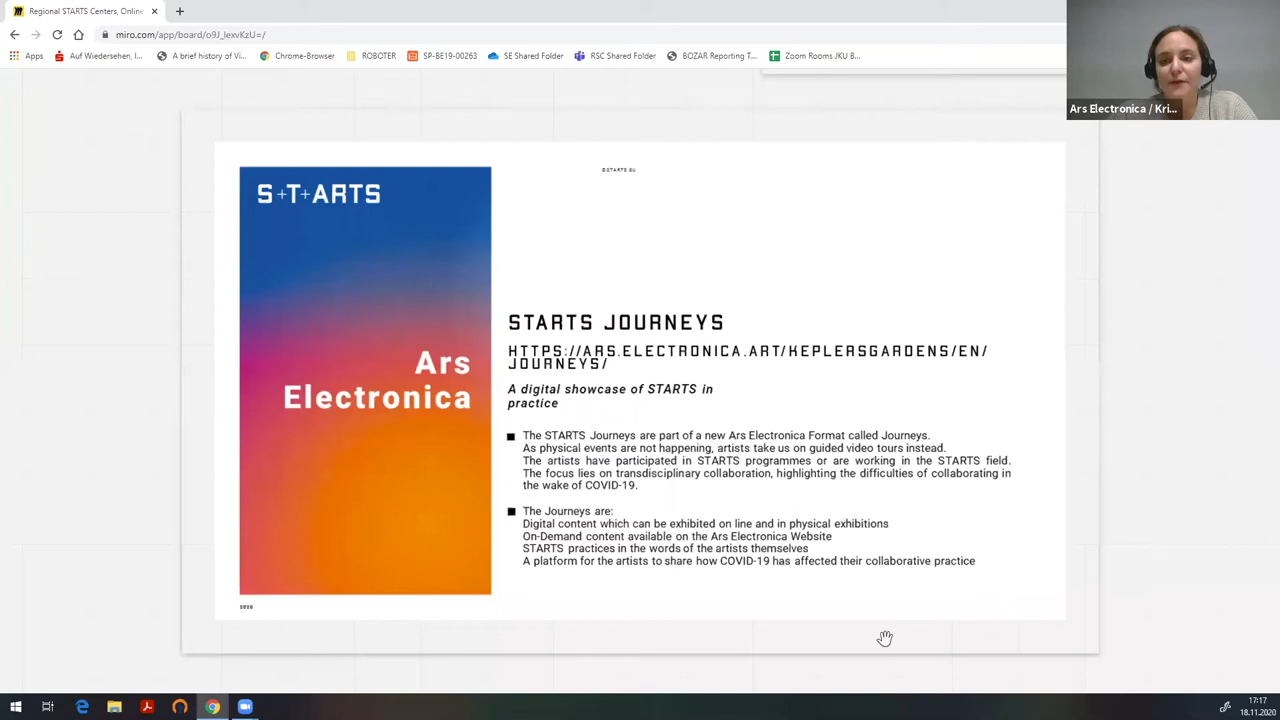 Regional STARTS Centers, Online
miro.com/app/board/o9J_lexvKzU=/
Apps
Auf Wiedersehen, I...
A brief history of Vi...
Chrome-Browser
ROBOTER
SP-BE19-00263
SE Shared Folder
RSC Shared Folder
BOZAR Reporting T...
Zoom Rooms JKU B...
Ars Electronica / Kri...
S+T+ARTS
©STARTS EU
Ars
Electronica
STARTS JOURNEYS
HTTPS://ARS.ELECTRONICA.ART/KEPLERSGARDENS/EN/
JOURNEYS/
A digital showcase of STARTS in
practice
The STARTS Journeys are part of a new Ars Electronica Format called Journeys.
As physical events are not happening, artists take us on guided video tours instead.
The artists have participated in STARTS programmes or are working in the STARTS field.
The focus lies on transdisciplinary collaboration, highlighting the difficulties of collaborating in
the wake of COVID-19.
The Journeys are:
Digital content which can be exhibited on line and in physical exhibitions
On-Demand content available on the Ars Electronica Website
STARTS practices in the words of the artists themselves
A platform for the artists to share how COVID-19 has affected their collaborative practice
2020
17:17
18.11.2020